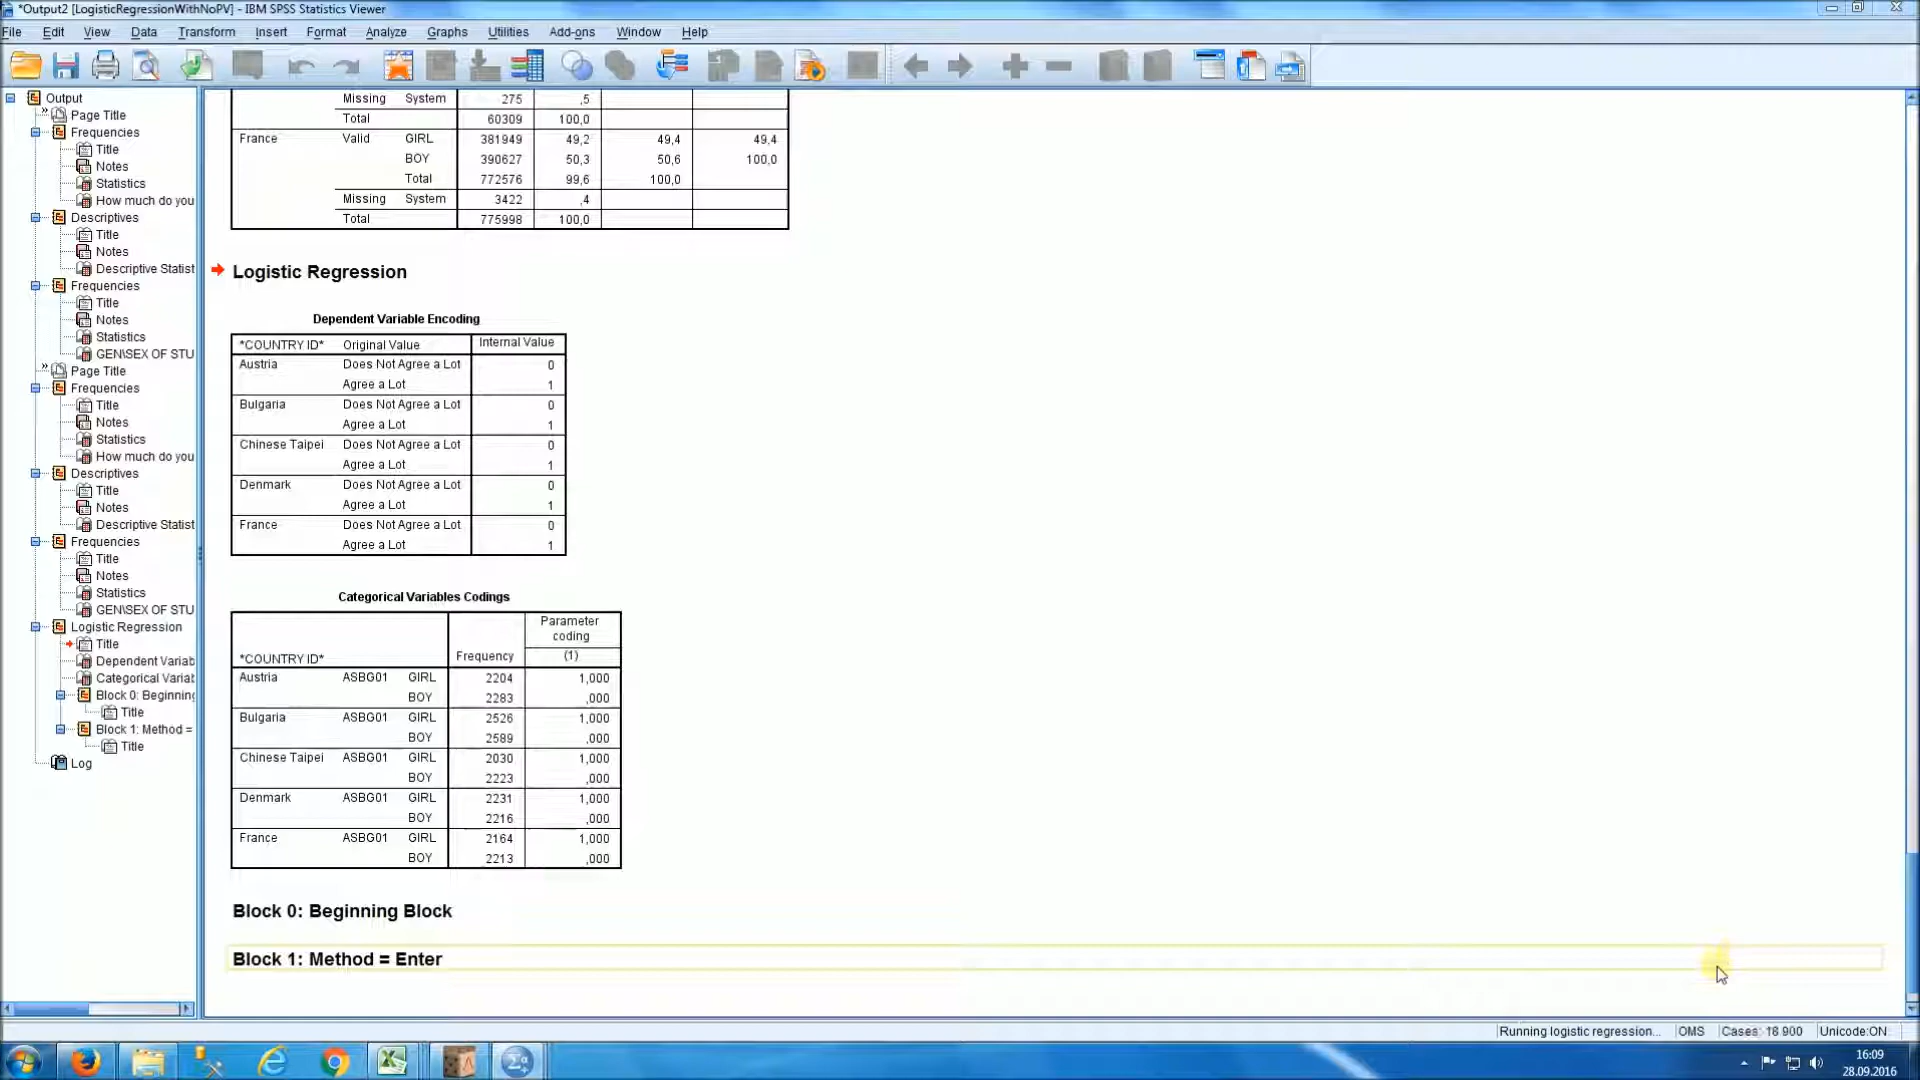 *Output2 [LogisticRegressionWithNoPV] - IBM SPSS Statistics Viewer
File Edit View Data Transform Insert Format Analyze Graphs Utilities Add-ons Window Help
Output
Page Title
Frequencies
Title
Notes
Statistics
How much do you
Descriptives
Title
Notes
Descriptive Statist
Frequencies
Title
Notes
Statistics
GEN\SEX OF STU
Page Title
Frequencies
Title
Notes
Statistics
How much do you
Descriptives
Title
Notes
Descriptive Statist
Frequencies
Title
Notes
Statistics
GEN\SEX OF STU
Logistic Regression
Title
Dependent Variab
Categorical Variab
Block 0: Beginning
Title
Block 1: Method =
Title
Log
Missing System 275 ,5
Total 60309 100,0
France Valid GIRL 381949 49,2 49,4 49,4
BOY 390627 50,3 50,6 100,0
Total 772576 99,6 100,0
Missing System 3422 ,4
Total 775998 100,0
Logistic Regression
Dependent Variable Encoding
*COUNTRY ID* Original Value Internal Value
Austria Does Not Agree a Lot 0
Agree a Lot 1
Bulgaria Does Not Agree a Lot 0
Agree a Lot 1
Chinese Taipei Does Not Agree a Lot 0
Agree a Lot 1
Denmark Does Not Agree a Lot 0
Agree a Lot 1
France Does Not Agree a Lot 0
Agree a Lot 1
Categorical Variables Codings
Parameter
coding
*COUNTRY ID* Frequency (1)
Austria ASBG01 GIRL 2204 1,000
BOY 2283 ,000
Bulgaria ASBG01 GIRL 2526 1,000
BOY 2589 ,000
Chinese Taipei ASBG01 GIRL 2030 1,000
BOY 2223 ,000
Denmark ASBG01 GIRL 2231 1,000
BOY 2216 ,000
France ASBG01 GIRL 2164 1,000
BOY 2213 ,000
Block 0: Beginning Block
Block 1: Method = Enter
Running logistic regression... OMS Cases: 18 900 Unicode:ON
16:09
28.09.2016